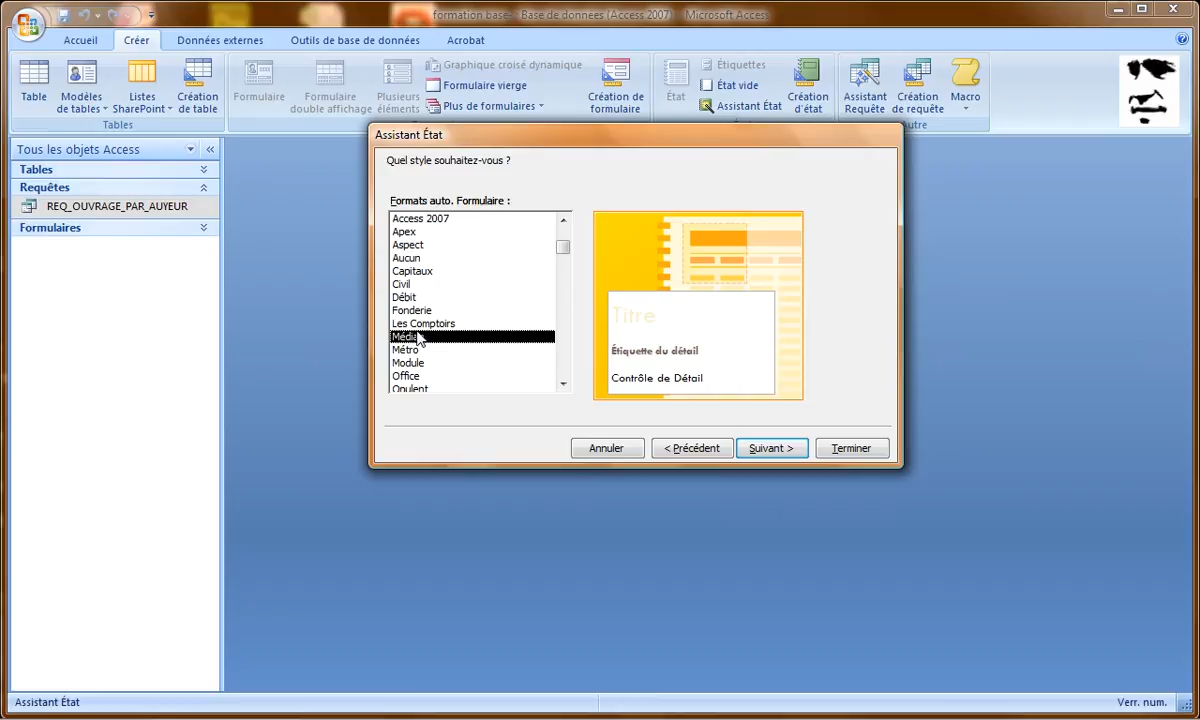 formation base - Base de donnees (Access 2007) - Microsoft Access
Accueil
Créer
Données externes
Outils de base de données
Acrobat
Table
Modèles
de tables
Listes
SharePoint
Création
de table
Tables
Formulaire
Formulaire
double affichage
Plusieurs
éléments
Graphique croisé dynamique
Formulaire vierge
Plus de formulaires
Création de
formulaire
État
Étiquettes
État vide
Assistant État
Création
d'état
Assistant
Requête
Création
de requête
Macro
Autre
Tous les objets Access
Tables
Requêtes
REQ_OUVRAGE_PAR_AUYEUR
Formulaires
Assistant État
Quel style souhaitez-vous ?
Formats auto. Formulaire :
Access 2007
Apex
Aspect
Aucun
Capitaux
Civil
Débit
Fonderie
Les Comptoirs
Métro
Module
Office
Opulent
Titre
Étiquette du détail
Contrôle de Détail
Annuler
< Précédent
Suivant >
Terminer
Assistant État
Verr. num.